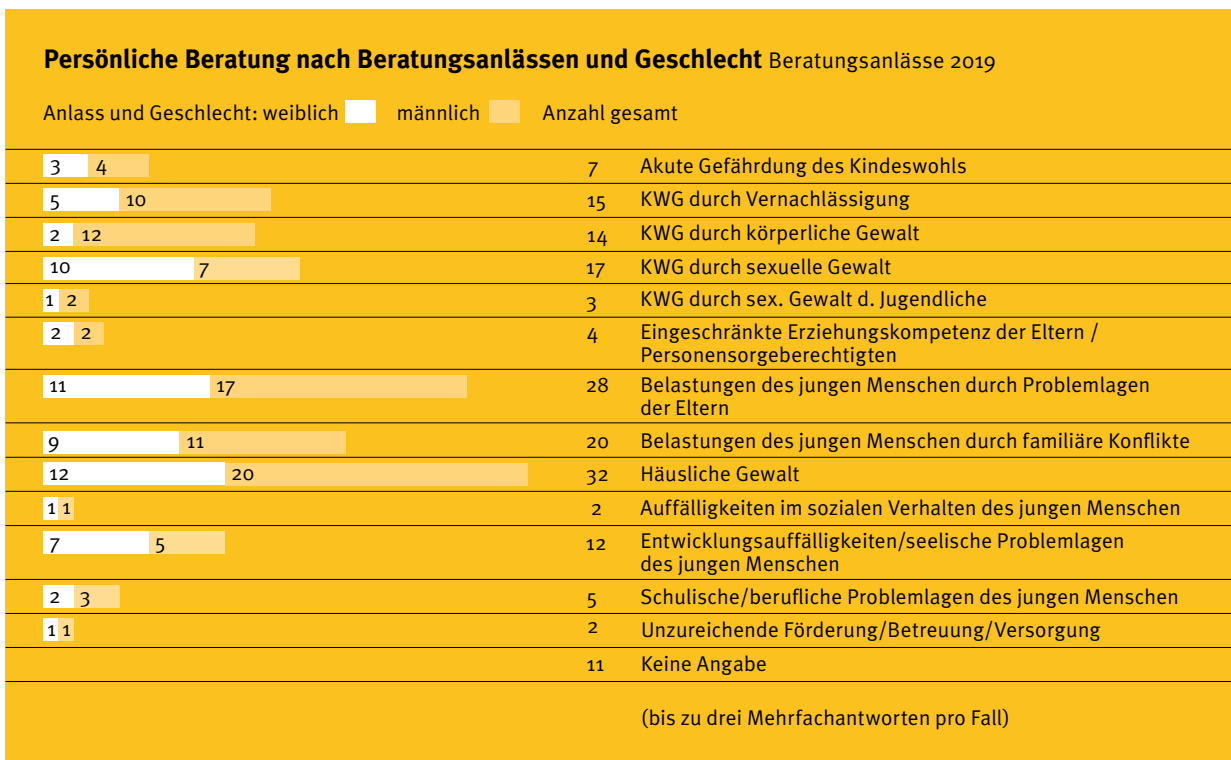 Persönliche Beratung nach Beratungsanlässen und Geschlecht Beratungsanlässe 2019
Anlass und Geschlecht: weiblich männlich Anzahl gesamt
3 4 7 Akute Gefährdung des Kindeswohls
5 10 15 KWG durch Vernachlässigung
2 12 14 KWG durch körperliche Gewalt
10 7 17 KWG durch sexuelle Gewalt
1 2 3 KWG durch sex. Gewalt d. Jugendliche
2 2 4 Eingeschränkte Erziehungskompetenz der Eltern /
Personensorgeberechtigten
11 17 28 Belastungen des jungen Menschen durch Problemlagen
der Eltern
9 11 20 Belastungen des jungen Menschen durch familiäre Konflikte
12 20 32 Häusliche Gewalt
1 1 2 Auffälligkeiten im sozialen Verhalten des jungen Menschen
7 5 12 Entwicklungsauffälligkeiten/seelische Problemlagen
des jungen Menschen
2 3 5 Schulische/berufliche Problemlagen des jungen Menschen
1 1 2 Unzureichende Förderung/Betreuung/Versorgung
11 Keine Angabe
(bis zu drei Mehrfachantworten pro Fall)